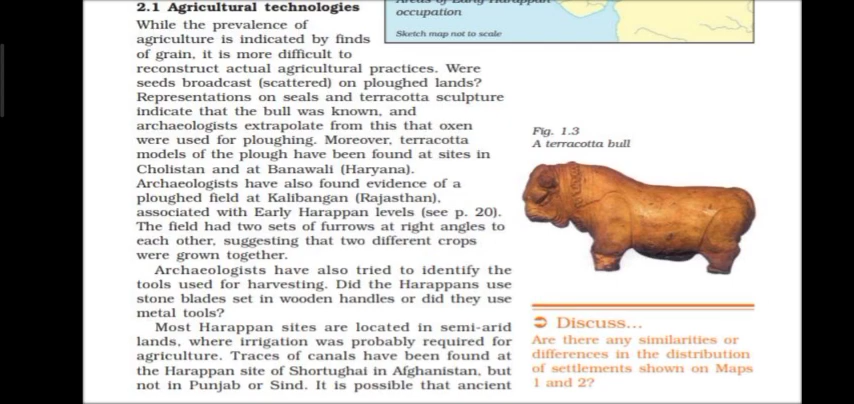 2.1 Agricultural technologies
While the prevalence of
agriculture is indicated by finds
of grain, it is more difficult to
reconstruct actual agricultural practices. Were
seeds broadcast (scattered) on ploughed lands?
Representations on seals and terracotta sculpture
indicate that the bull was known, and
archaeologists extrapolate from this that oxen
were used for ploughing. Moreover, terracotta
models of the plough have been found at sites in
Cholistan and at Banawali (Haryana).
Archaeologists have also found evidence of a
ploughed field at Kalibangan (Rajasthan),
associated with Early Harappan levels (see p. 20).
The field had two sets of furrows at right angles to
each other, suggesting that two different crops
were grown together.
Archaeologists have also tried to identify the
tools used for harvesting. Did the Harappans use
stone blades set in wooden handles or did they use
metal tools?
Most Harappan sites are located in semi-arid
lands, where irrigation was probably required for
agriculture. Traces of canals have been found at
the Harappan site of Shortughai in Afghanistan, but
not in Punjab or Sind. It is possible that ancient
Areas of Early Harappan
occupation
Sketch map not to scale
Fig. 1.3
A terracotta bull
➲ Discuss...
Are there any similarities or
differences in the distribution
of settlements shown on Maps
1 and 2?